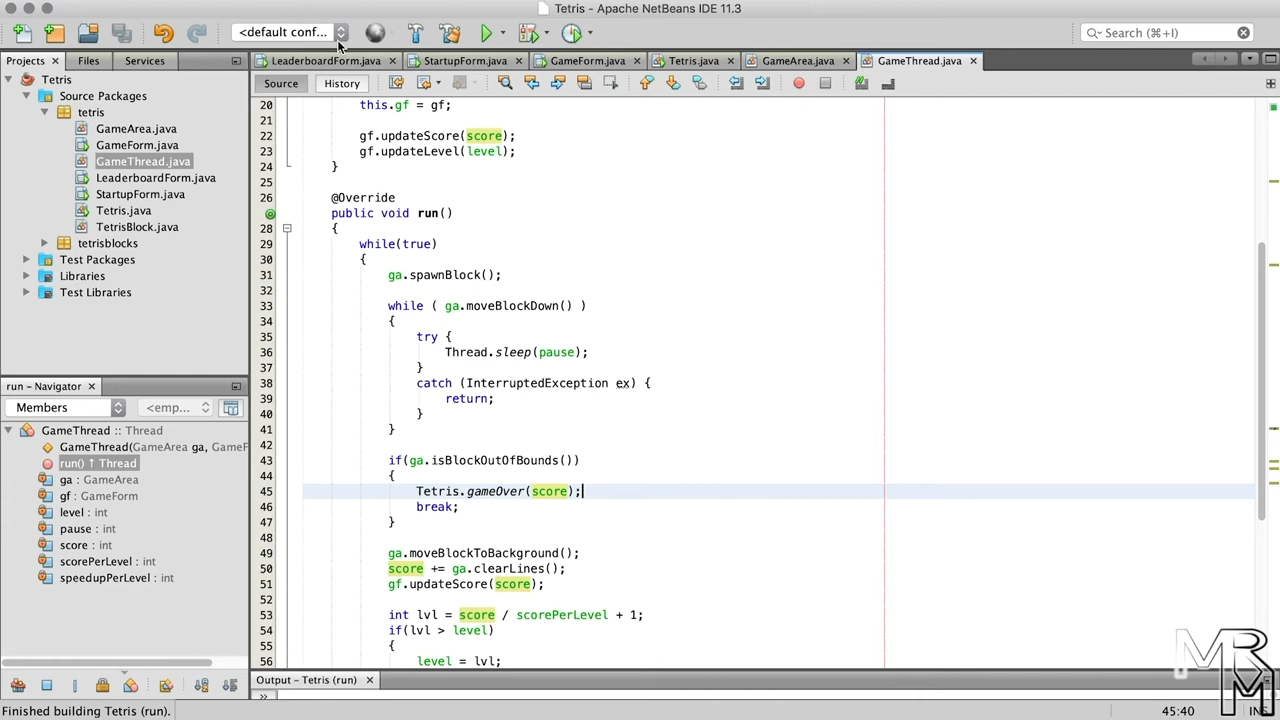 Tetris - Apache NetBeans IDE 11.3
<default conf...
Search (⌘+I)
Projects
Files
Services
LeaderboardForm.java
StartupForm.java
GameForm.java
Tetris.java
GameArea.java
GameThread.java
Source
History
Tetris
Source Packages
tetris
GameArea.java
GameForm.java
GameThread.java
LeaderboardForm.java
StartupForm.java
Tetris.java
TetrisBlock.java
tetrisblocks
Test Packages
Libraries
Test Libraries
20 this.gf = gf;
21
22 gf.updateScore(score);
23 gf.updateLevel(level);
24 }
25
26 @Override
public void run()
28 {
29 while(true)
30 {
31 ga.spawnBlock();
32
33 while ( ga.moveBlockDown() )
34 {
35 try {
36 Thread.sleep(pause);
37 }
38 catch (InterruptedException ex) {
39 return;
40 }
41 }
42
43 if(ga.isBlockOutOfBounds())
44 {
45 Tetris.gameOver(score);
46 break;
47 }
48
49 ga.moveBlockToBackground();
50 score += ga.clearLines();
51 gf.updateScore(score);
52
53 int lvl = score / scorePerLevel + 1;
54 if(lvl > level)
55 {
56 level = lvl;
run - Navigator
Members
<emp...
GameThread :: Thread
GameThread(GameArea ga, GameF
run() ↑ Thread
ga : GameArea
gf : GameForm
level : int
pause : int
score : int
scorePerLevel : int
speedupPerLevel : int
Output - Tetris (run)
Finished building Tetris (run).
45:40